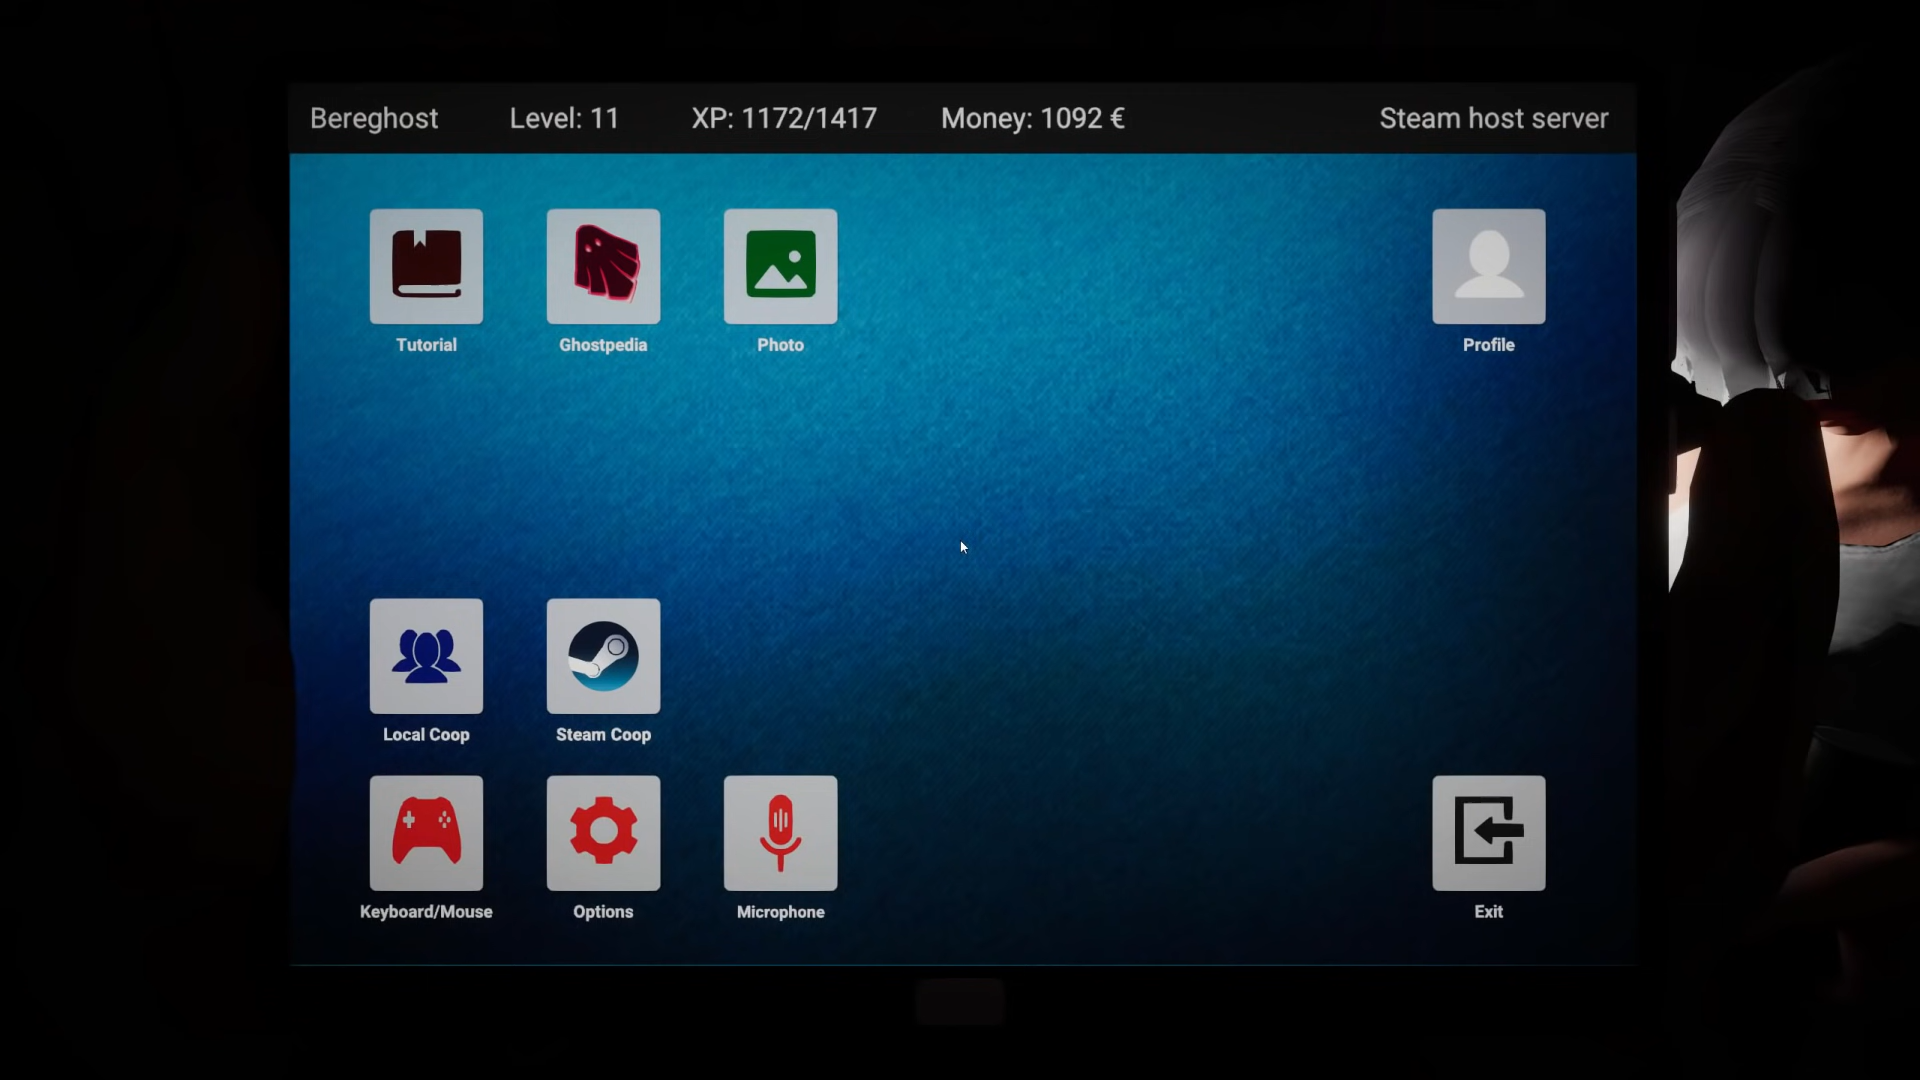 Bereghost Level: 11 XP: 1172/1417 Money: 1092 € Steam host server
Tutorial Ghostpedia Photo Profile
Local Coop Steam Coop
Keyboard/Mouse Options Microphone Exit